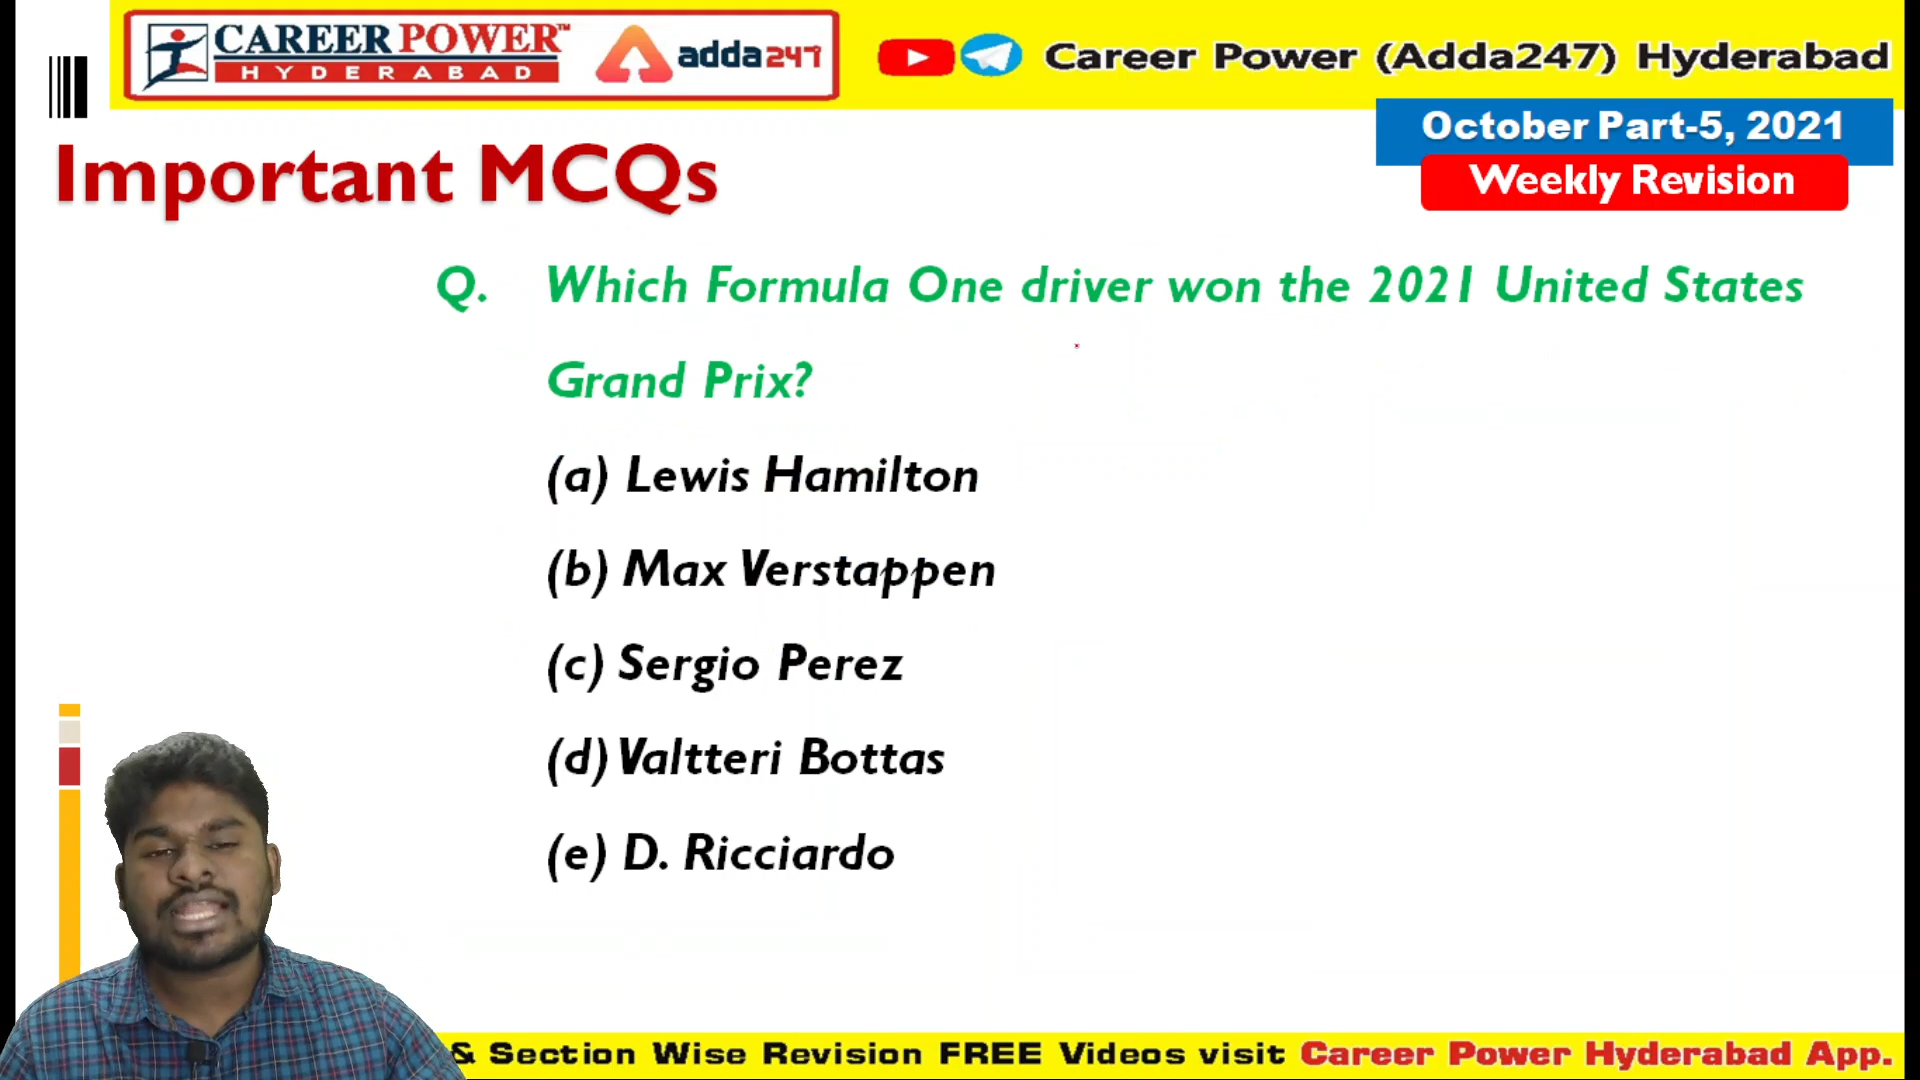 CAREER POWER™
HYDERABAD
adda247
Career Power (Adda247) Hyderabad
October Part-5, 2021
Weekly Revision
Important MCQs
Q. Which Formula One driver won the 2021 United States
Grand Prix?
(a) Lewis Hamilton
(b) Max Verstappen
(c) Sergio Perez
(d) Valtteri Bottas
(e) D. Ricciardo
& Section Wise Revision FREE Videos visit Career Power Hyderabad App.